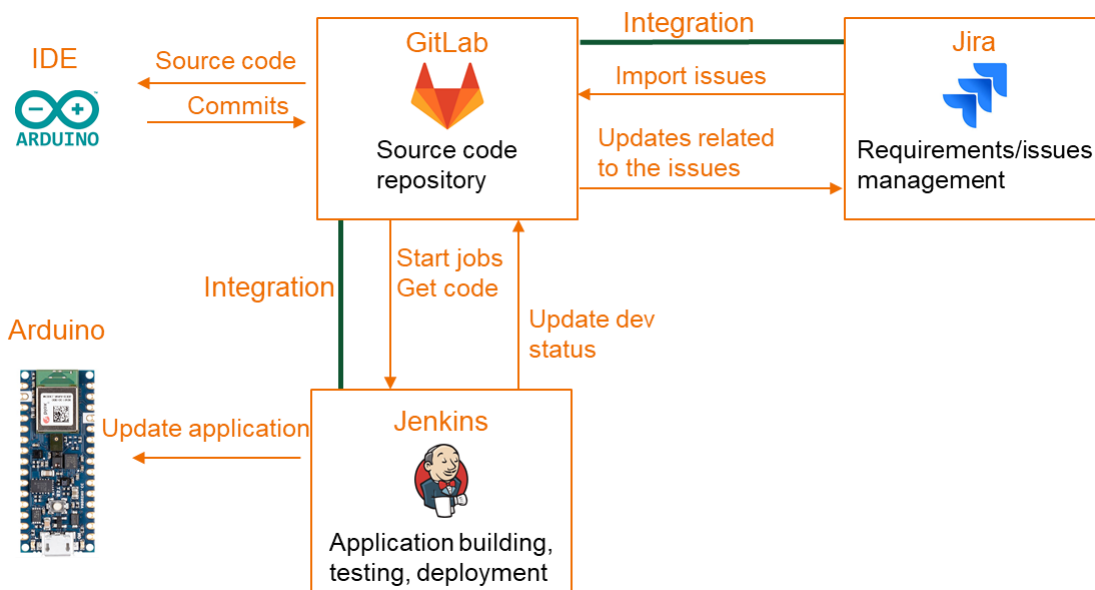 IDE
ARDUINO
Source code
Commits
GitLab
Source code
repository
Integration
Import issues
Updates related
to the issues
Jira
Requirements/issues
management
Integration
Start jobs
Get code
Update dev
status
Arduino
Update application
Jenkins
Application building,
testing, deployment